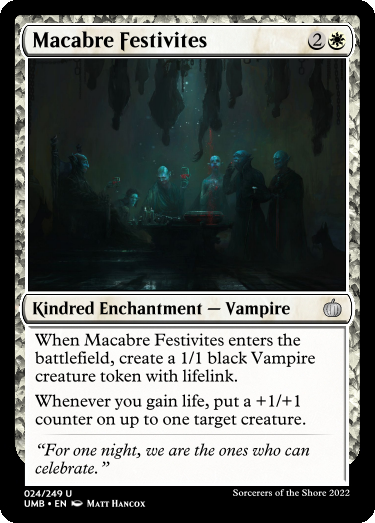 Macabre Festivites 2
Kindred Enchantment — Vampire
When Macabre Festivites enters the
battlefield, create a 1/1 black Vampire
creature token with lifelink.
Whenever you gain life, put a +1/+1
counter on up to one target creature.
“For one night, we are the ones who can
celebrate.”
024/249 U
UMB • EN Matt Hancox
Sorcerers of the Shore 2022